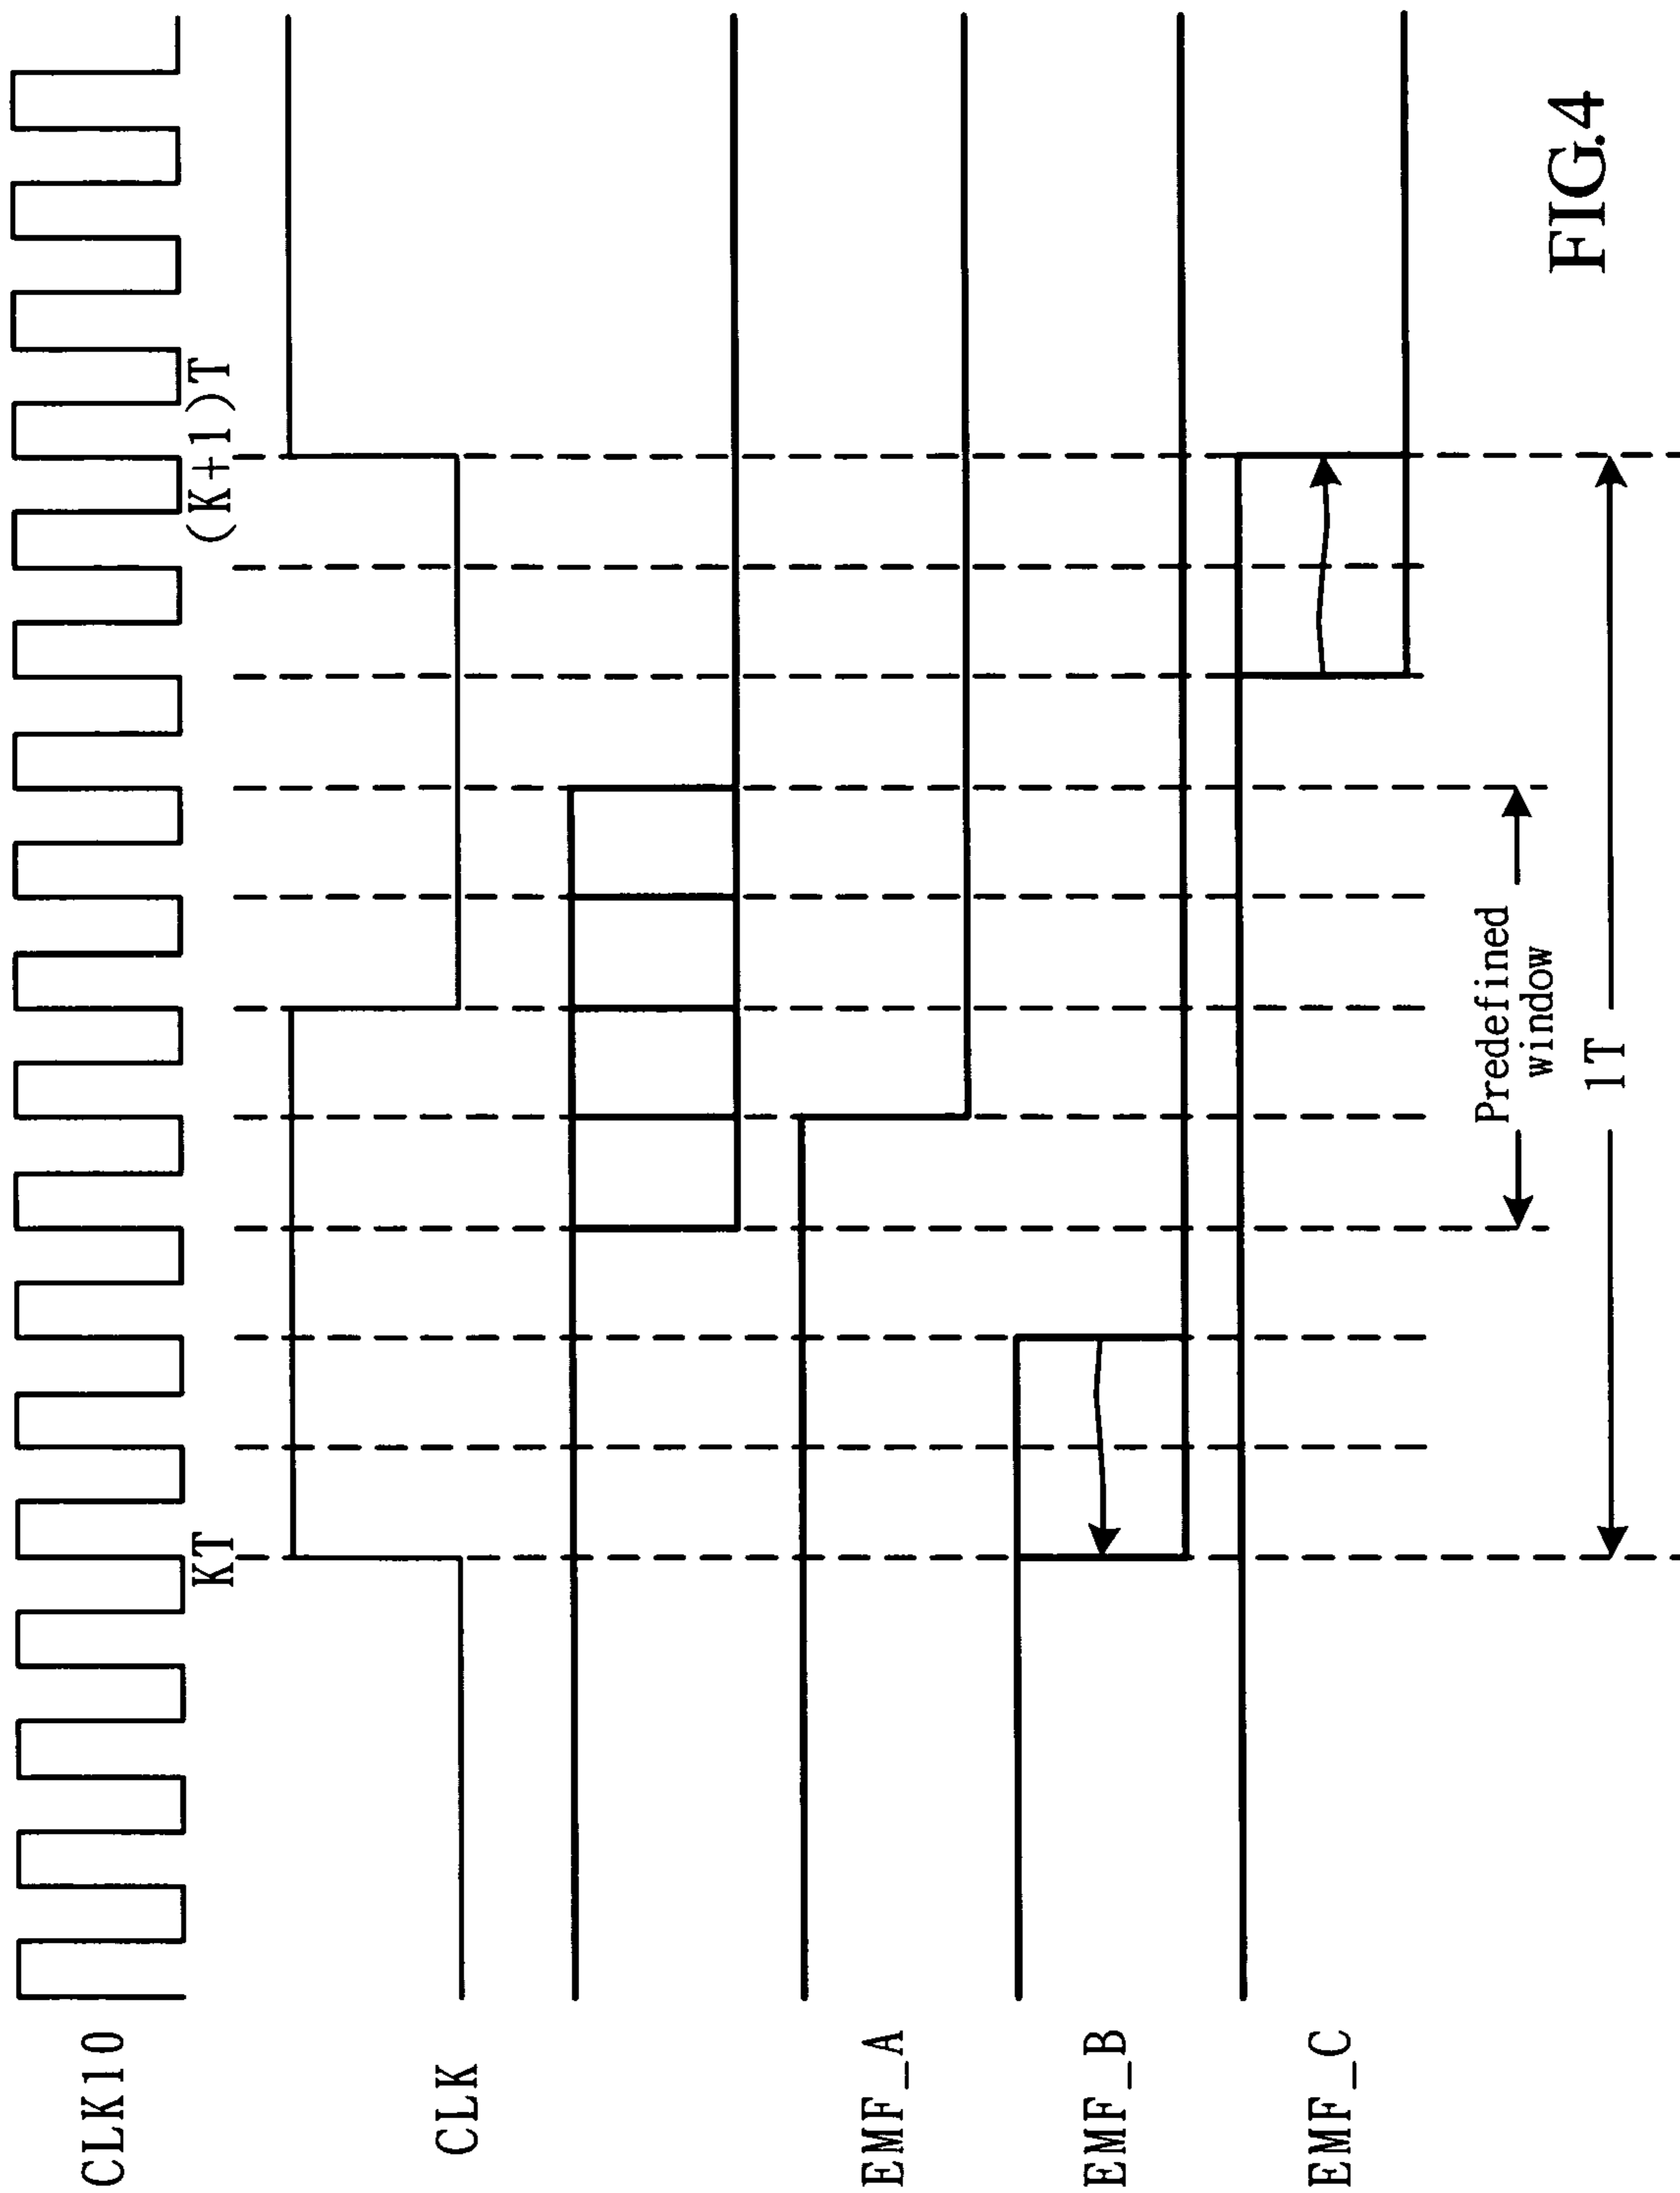 CLK10
KT
(K+1)T
CLK
EMF_A
EMF_B
EMF_C
Predefined
window
1T
FIG.4